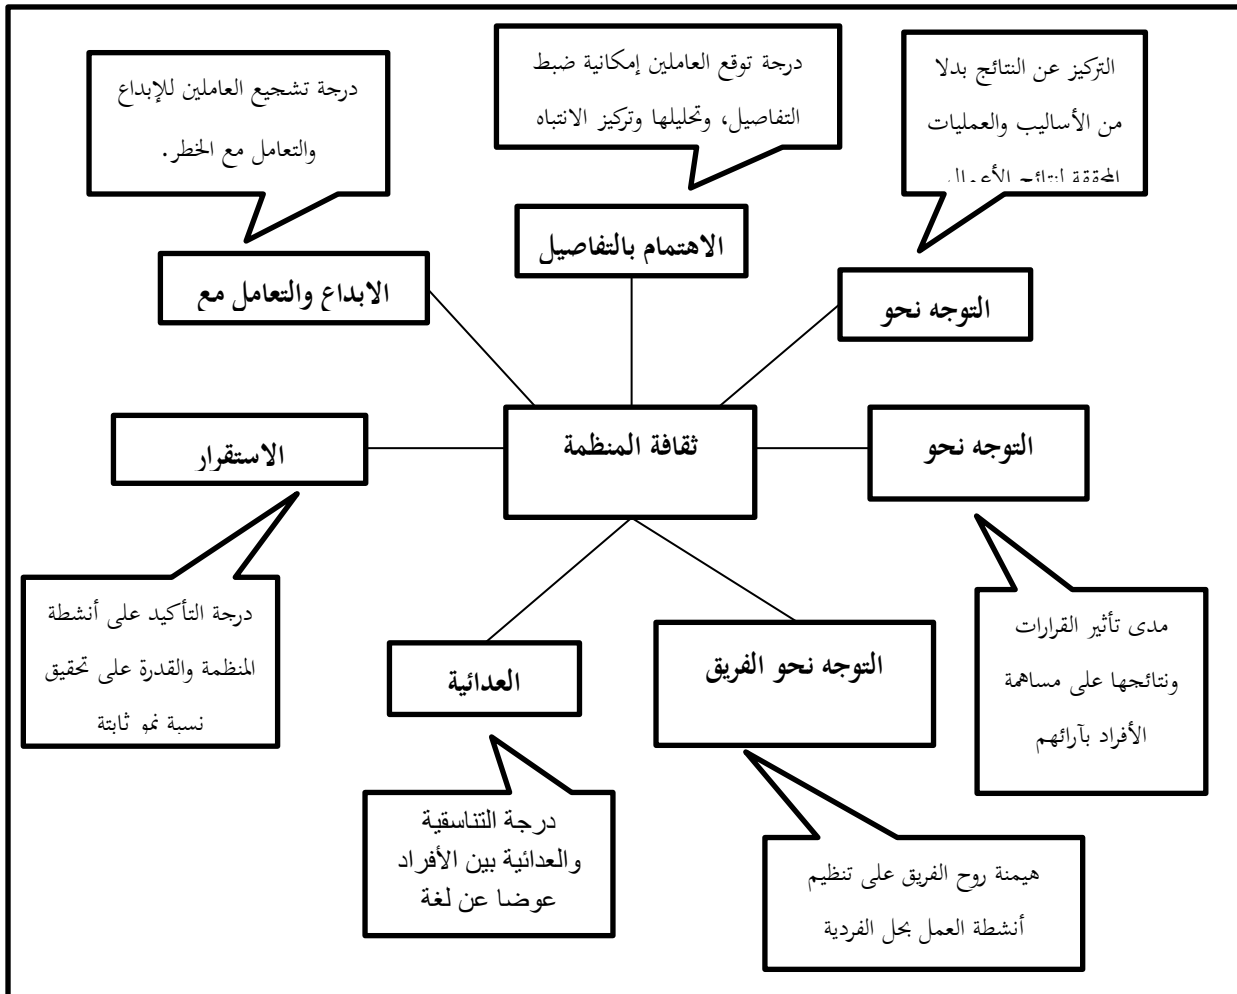 التركيز عن النتائج بدلا
من الأساليب والعمليات
المحققة لنتائج الأعمال
درجة توقع العاملين إمكانية ضبط
التفاصيل، وتحليلها وتركيز الانتباه
درجة تشجيع العاملين للإبداع
والتعامل مع الخطر.
الاهتمام بالتفاصيل
التوجه نحو
الابداع والتعامل مع
ثقافة المنظمة
التوجه نحو
الاستقرار
مدى تأثير القرارات
ونتائجها على مساهمة
الأفراد بآرائهم
درجة التأكيد على أنشطة
المنظمة والقدرة على تحقيق
نسبة نمو ثابتة
التوجه نحو الفريق
العدائية
هيمنة روح الفريق على تنظيم
أنشطة العمل بحل الفردية
درجة التناسقية
والعدائية بين الأفراد
عوضا عن لغة